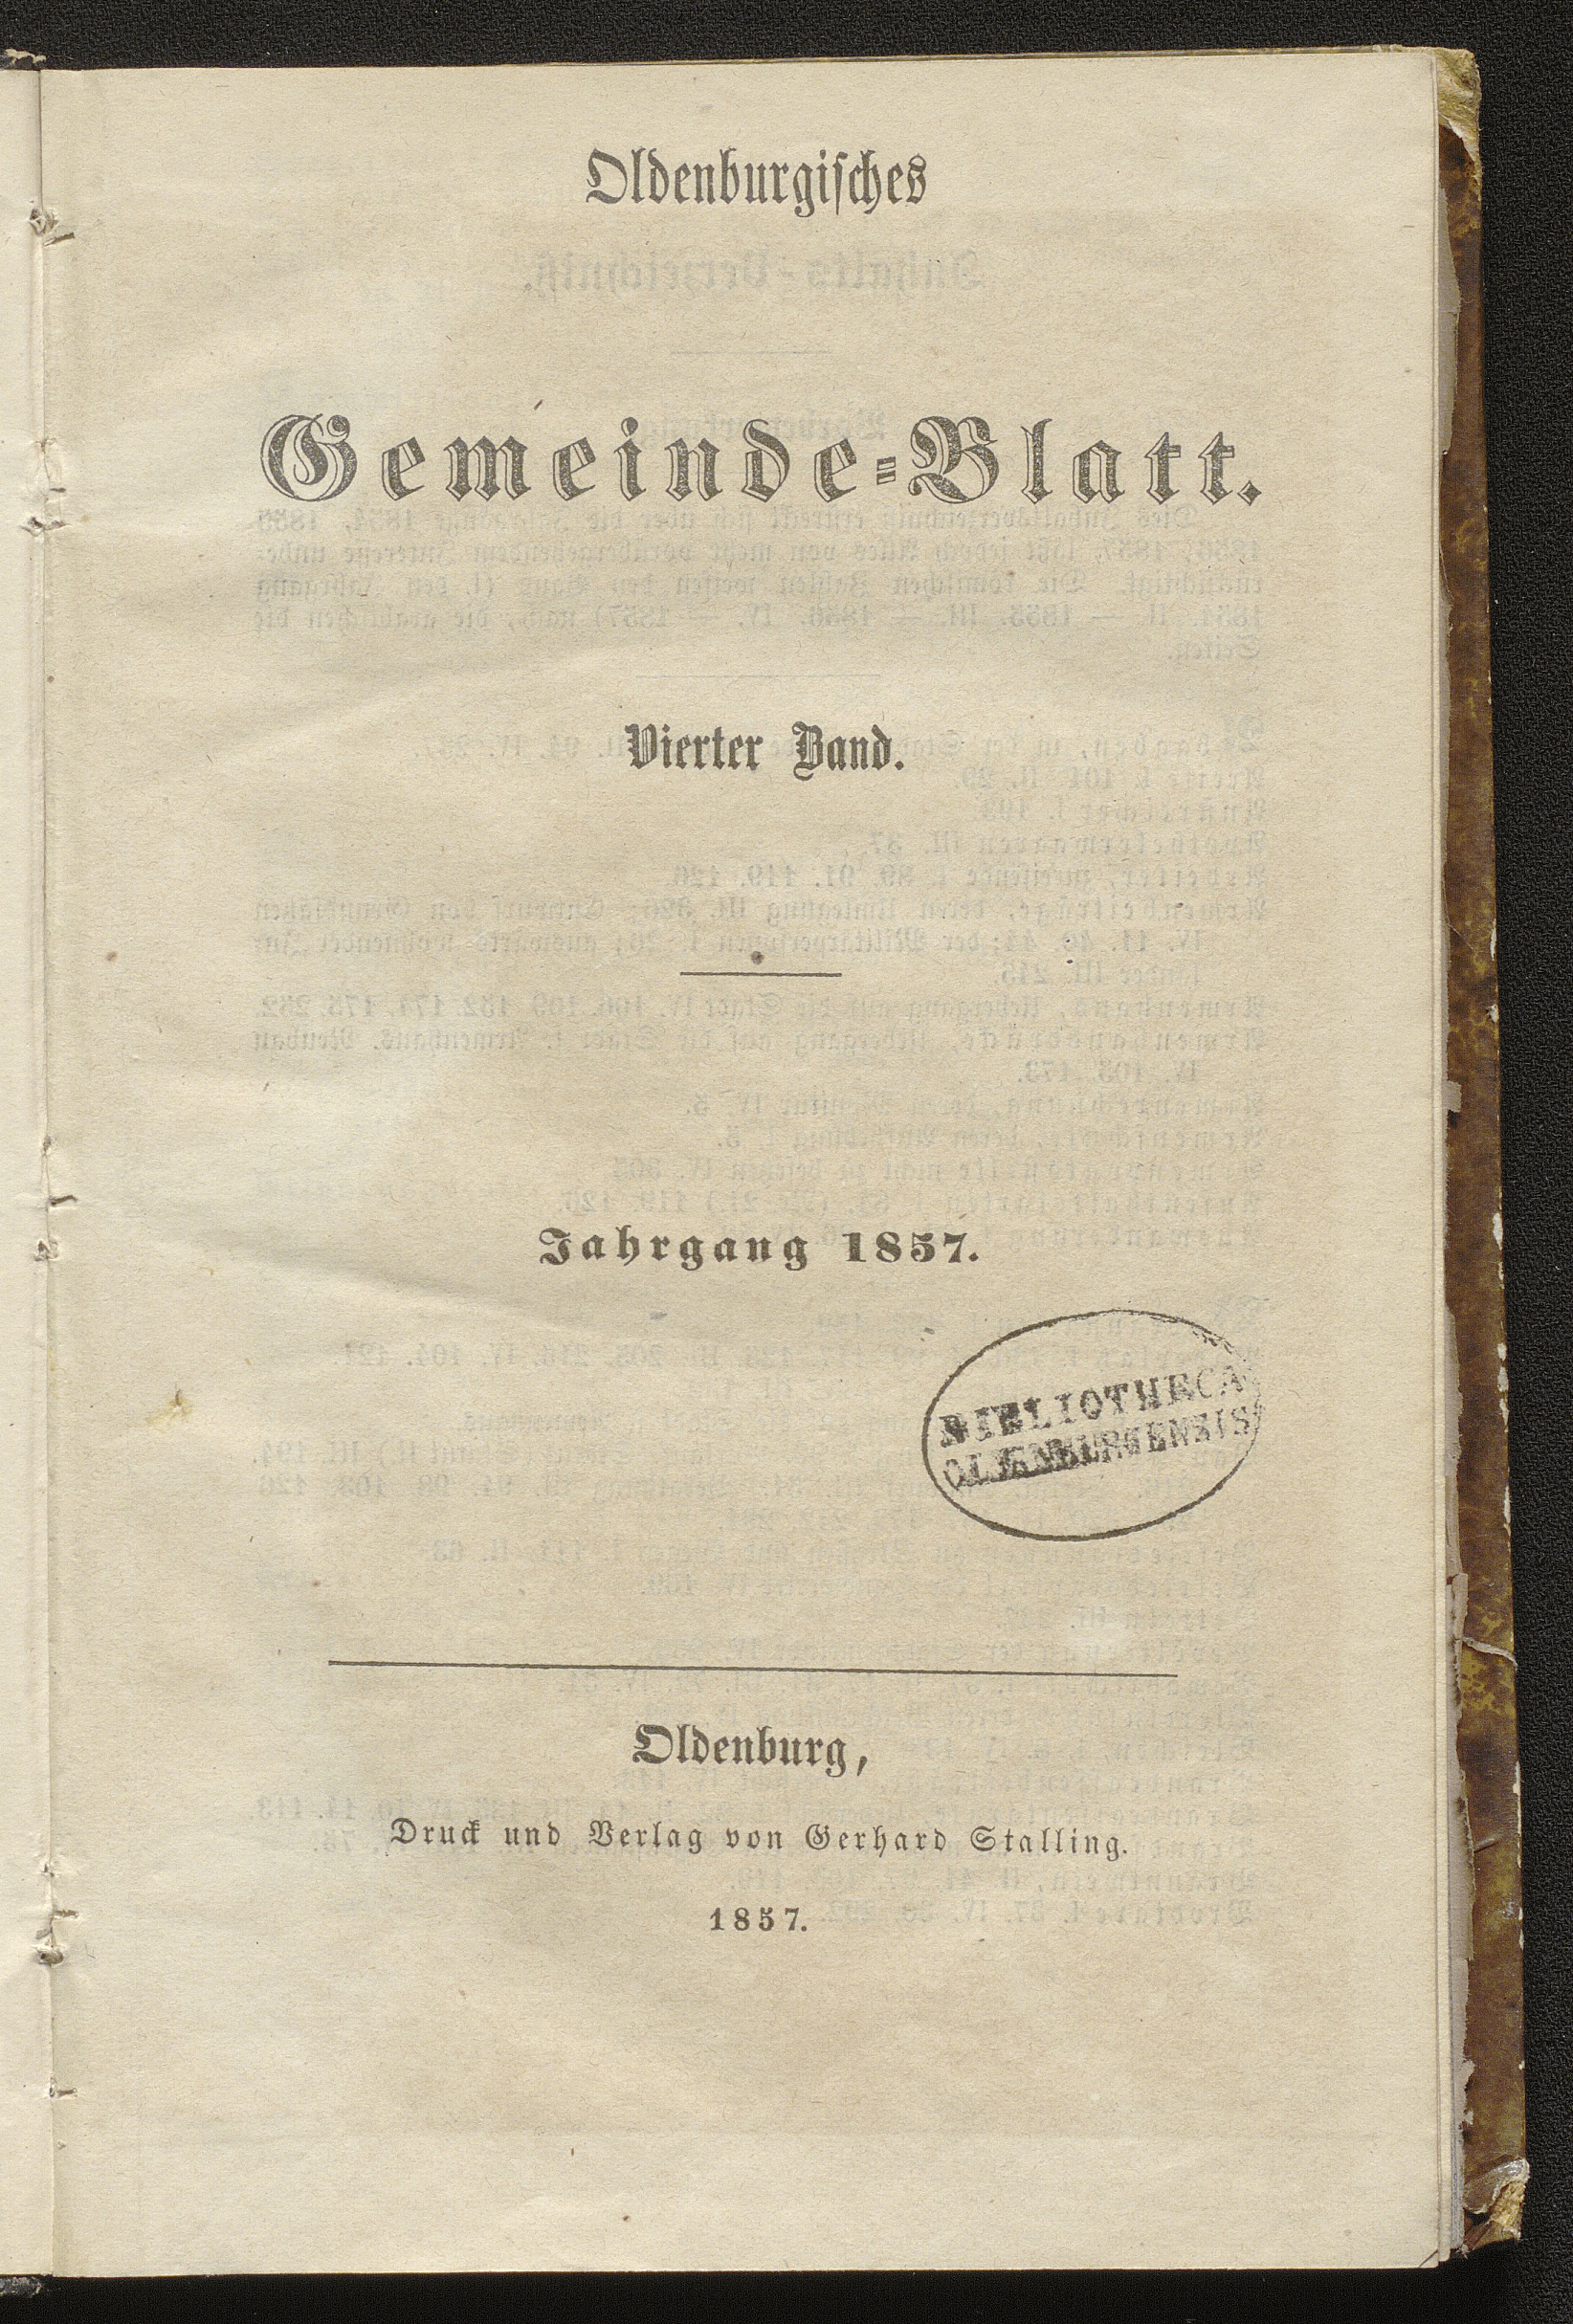 Oldenburgisches
Gemeinde-Blatt.
Vierter Band.
Jahrgang 1857.
BIBLIOTHECA
OLDENBURGENSIS
Oldenburg,
Druck und Verlag von Gerhard Stalling.
1857.